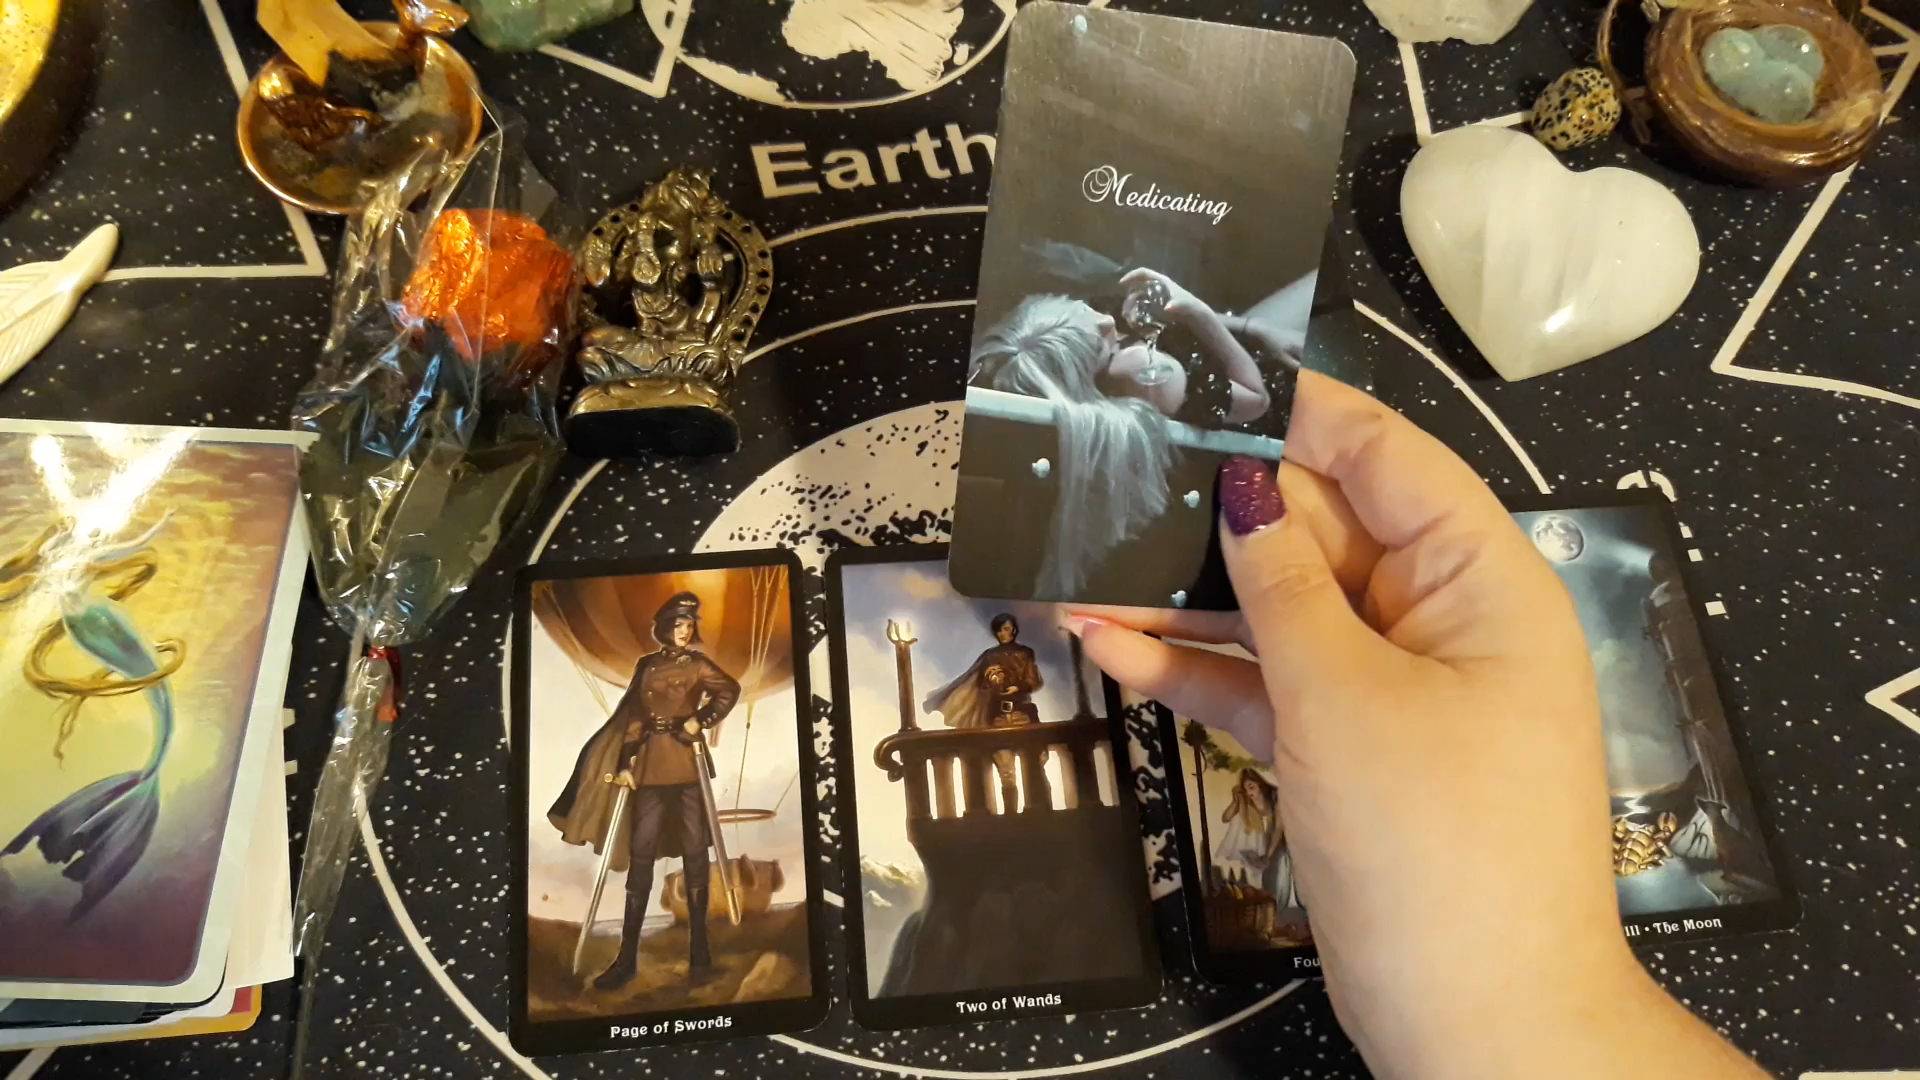 Earth
Medicating
Page of Swords
Two of Wands
Fou
III • The Moon